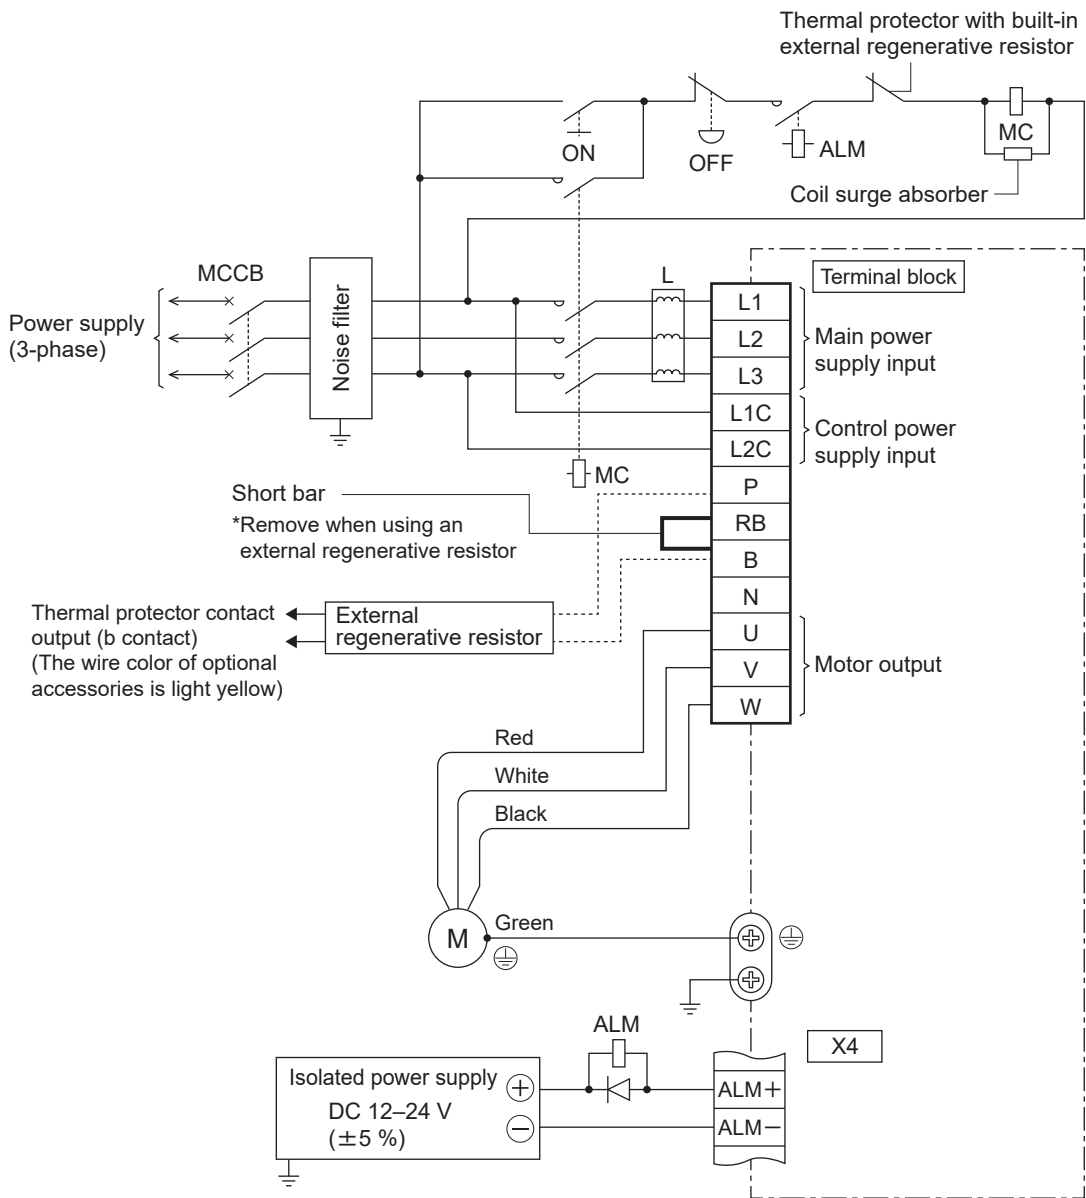 Thermal protector with built-in
external regenerative resistor
ON
OFF
ALM
MC
Coil surge absorber
MCCB
Power supply
(3-phase)
Noise filter
L
Terminal block
L1
L2
L3
Main power
supply input
L1C
L2C
Control power
supply input
MC
P
RB
B
N
Short bar
*Remove when using an
external regenerative resistor
Thermal protector contact
output (b contact)
(The wire color of optional
accessories is light yellow)
External
regenerative resistor
U
V
W
Motor output
Red
White
Black
M
Green
ALM
X4
Isolated power supply
DC 12–24 V
(±5 %)
+
−
ALM+
ALM−